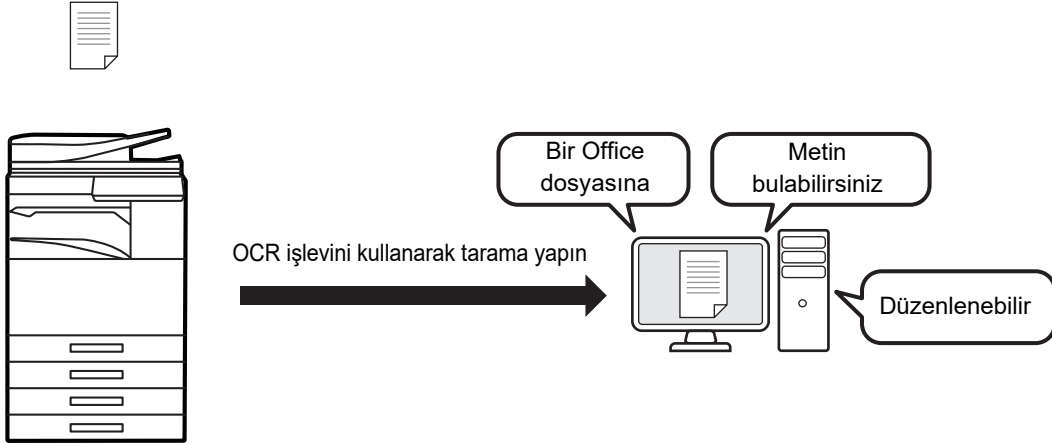 Bir Office
dosyasına
Metin
bulabilirsiniz
OCR işlevini kullanarak tarama yapın
Düzenlenebilir